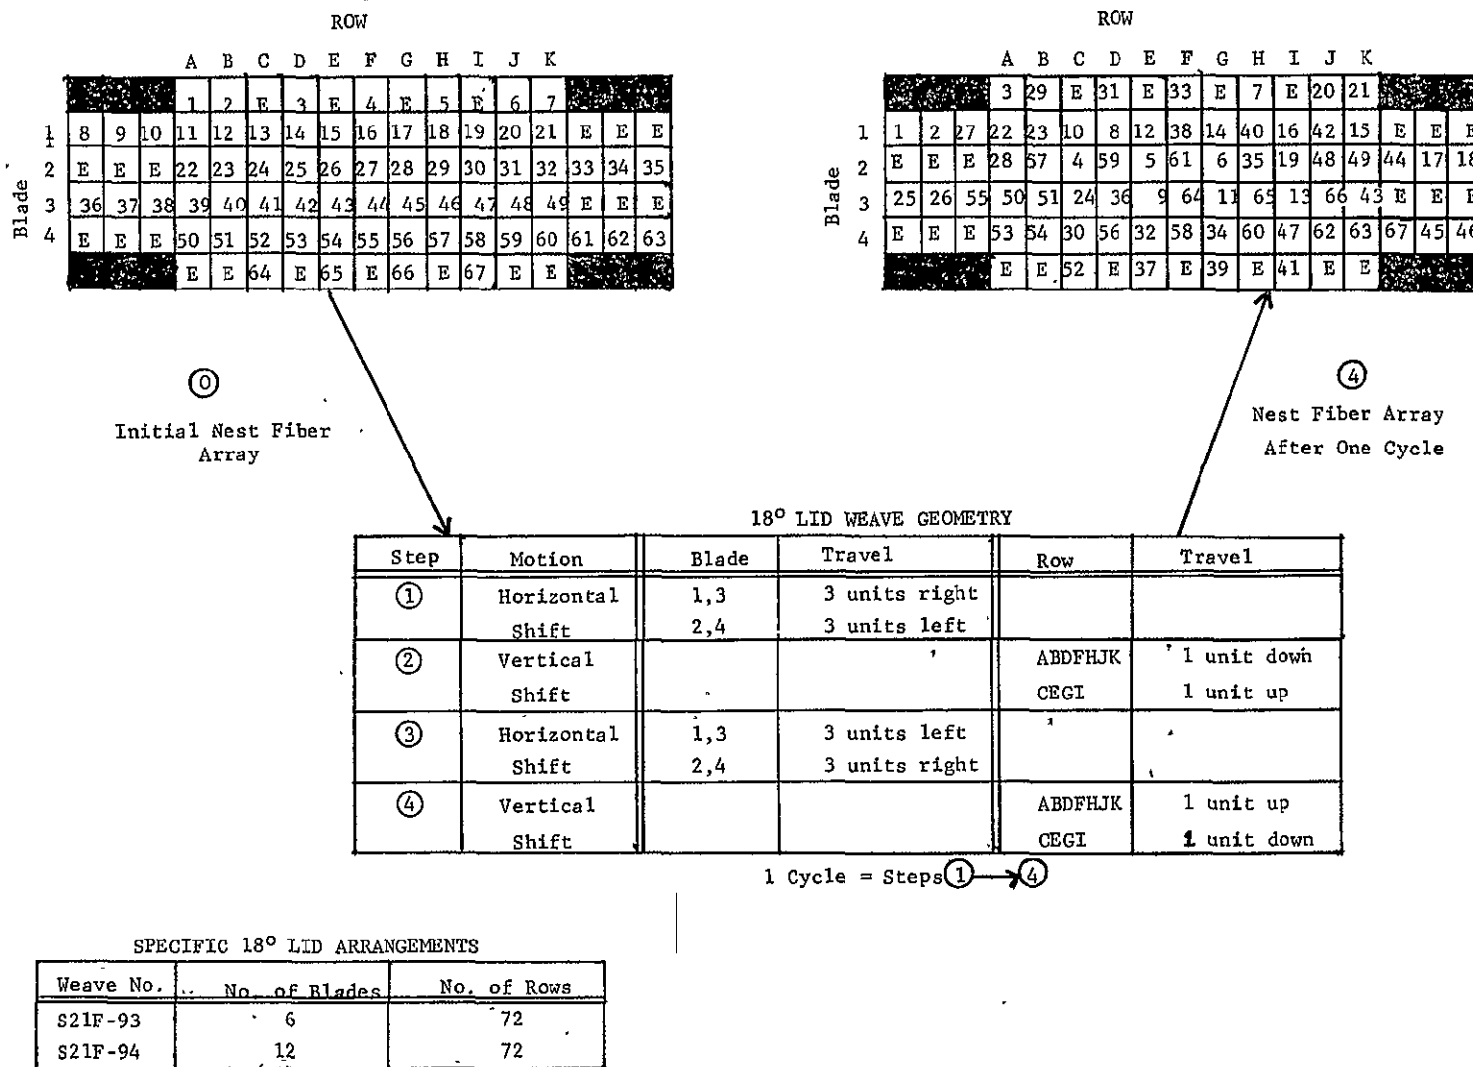 ROW
A B C D E F G H I J K
1 2 E 3 E 4 E 5 E 6 7
1 8 9 10 11 12 13 14 15 16 17 18 19 20 21 E E E
2 E E E 22 23 24 25 26 27 28 29 30 31 32 33 34 35
3 36 37 38 39 40 41 42 43 44 45 46 47 48 49 E E E
4 E E E 50 51 52 53 54 55 56 57 58 59 60 61 62 63
E E 64 E 65 E 66 E 67 E E
Blade
ROW
A B C D E F G H I J K
3 29 E 31 E 33 E 7 E 20 21
1 1 2 27 22 23 10 8 12 38 14 40 16 42 15 E E E
2 E E E 28 57 4 59 5 61 6 35 19 48 49 44 17 18
3 25 26 55 50 51 24 36 9 64 11 65 13 66 43 E E E
4 E E E 53 54 30 56 32 58 34 60 47 62 63 67 45 46
E E 52 E 37 E 39 E 41 E E
Blade
0
Initial Nest Fiber
Array
4
Nest Fiber Array
After One Cycle
18° LID WEAVE GEOMETRY
Step Motion Blade Travel Row Travel
1 Horizontal 1,3 3 units right
Shift 2,4 3 units left
2 Vertical ABDFHJK 1 unit down
Shift CEGI 1 unit up
3 Horizontal 1,3 3 units left
Shift 2,4 3 units right
4 Vertical ABDFHJK 1 unit up
Shift CEGI 1 unit down
1 Cycle = Steps 1 → 4
SPECIFIC 18° LID ARRANGEMENTS
Weave No. No. of Blades No. of Rows
S21F-93 6 72
S21F-94 12 72